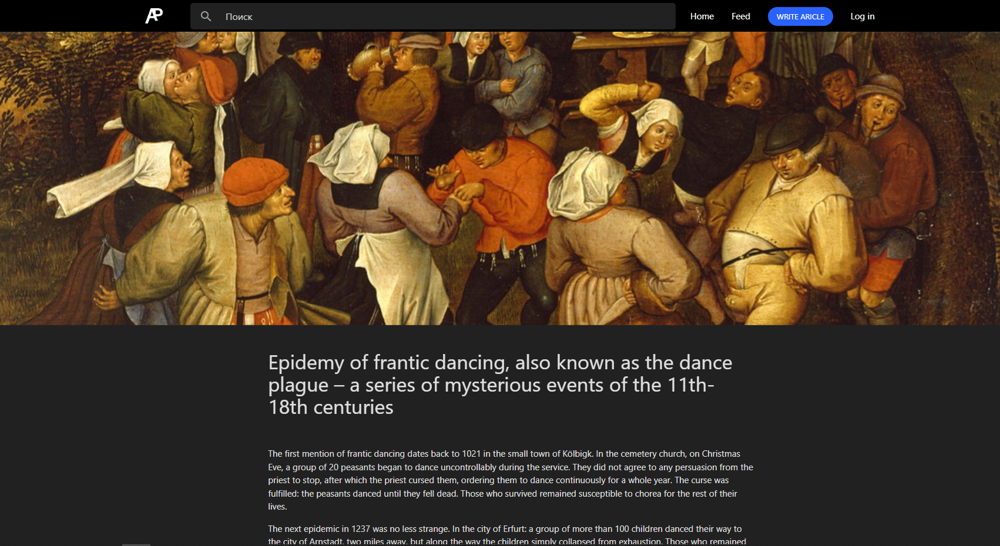 AP
Поиск
Home
Feed
WRITE ARICLE
Log in
Epidemy of frantic dancing, also known as the dance
plague – a series of mysterious events of the 11th-
18th centuries
The first mention of frantic dancing dates back to 1021 in the small town of Kölbigk. In the cemetery church, on Christmas
Eve, a group of 20 peasants began to dance uncontrollably during the service. They did not agree to any persuasion from the
priest to stop, after which the priest cursed them, ordering them to dance continuously for a whole year. The curse was
fulfilled: the peasants danced until they fell dead. Those who survived remained susceptible to chorea for the rest of their
lives.
The next epidemic in 1237 was no less strange. In the city of Erfurt: a group of more than 100 children danced their way to
the city of Arnstadt, two miles away, but along the way the children simply collapsed from exhaustion. Those who remained